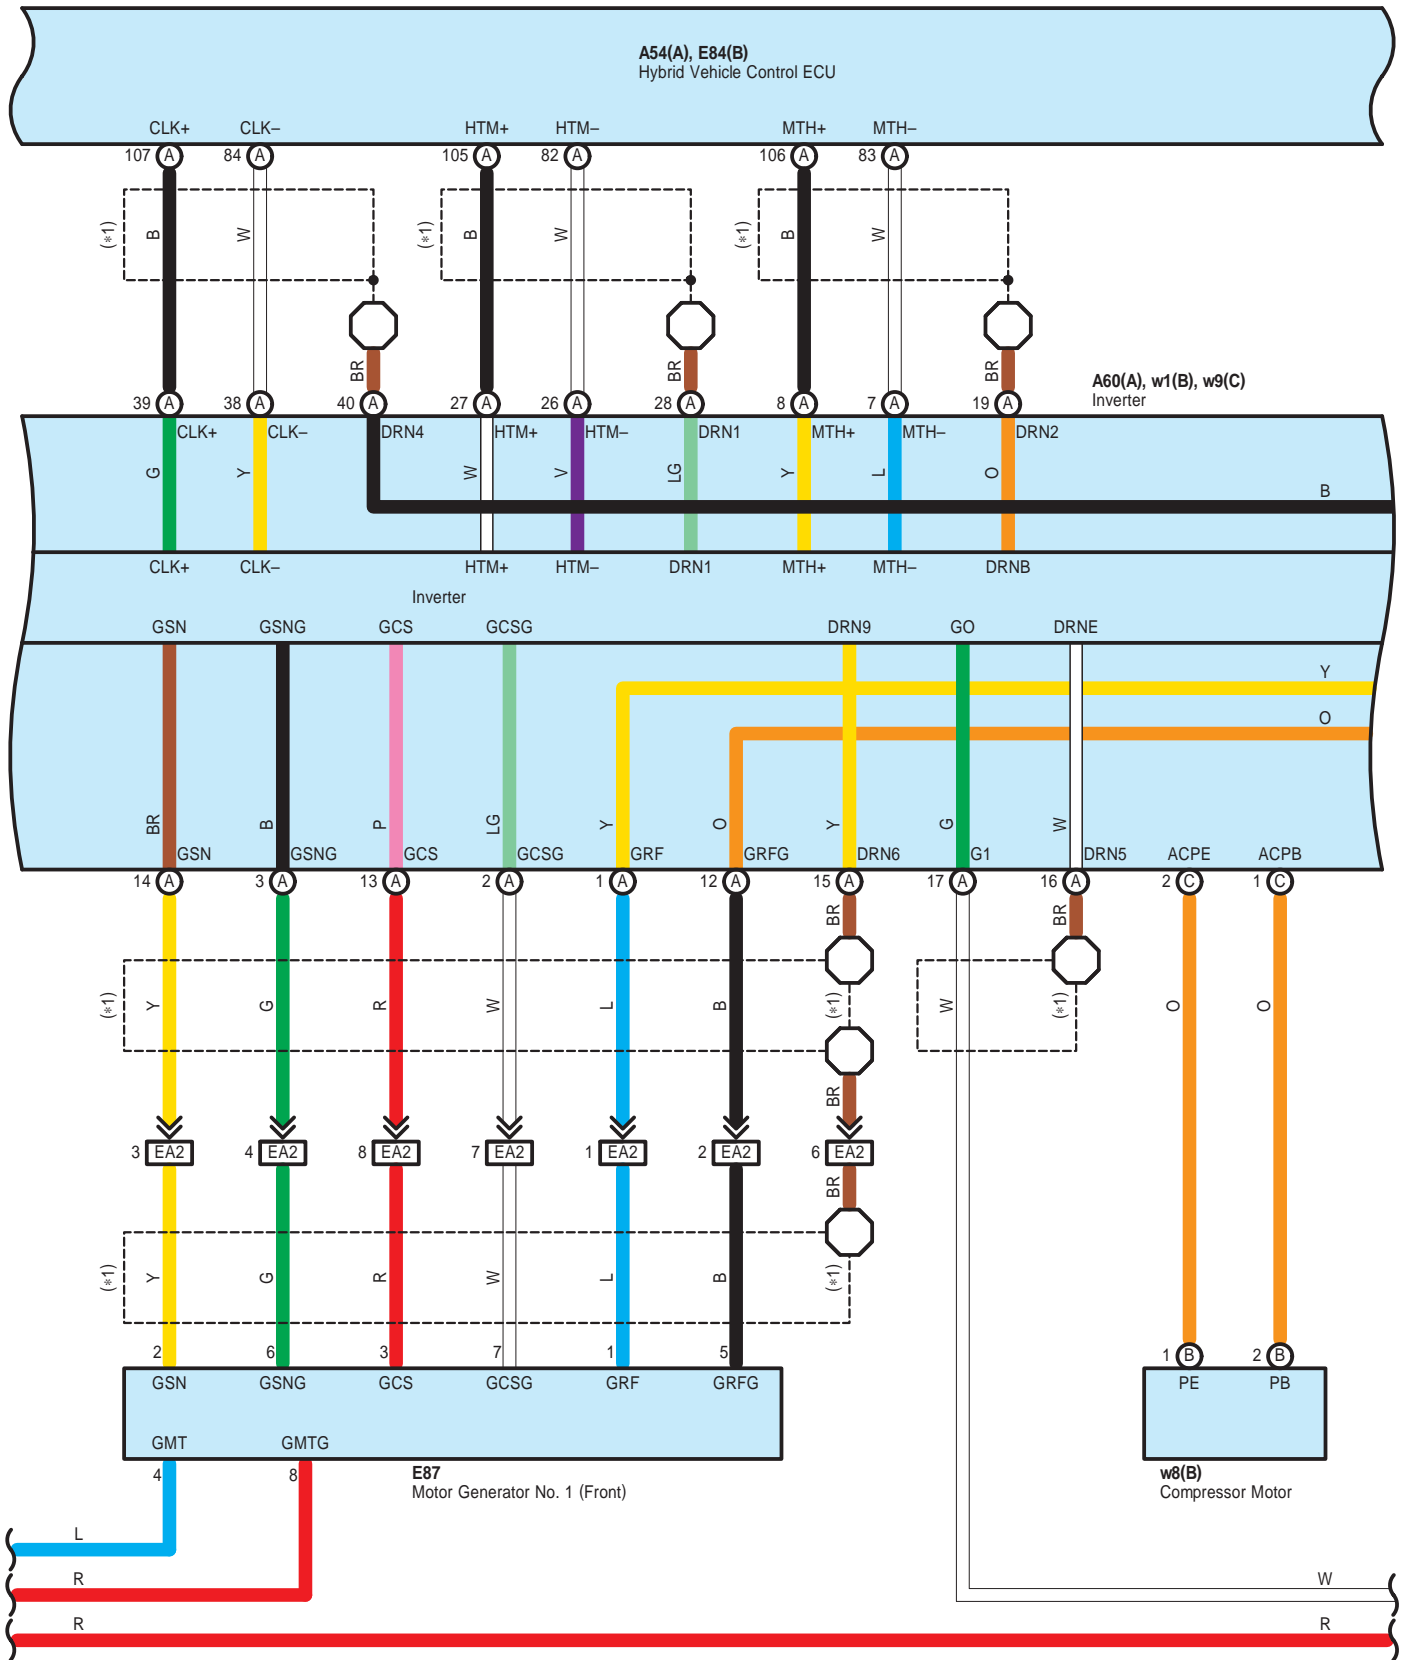 A54(A), E84(B)
Hybrid Vehicle Control ECU
CLK+ CLK– HTM+ HTM– MTH+ MTH–
107 A 84 A 105 A 82 A 106 A 83 A
(*1) B W (*1) B W (*1) B W
BR BR BR
A60(A), w1(B), w9(C)
Inverter
39 A 38 A 40 A 27 A 26 A 28 A 8 A 7 A 19 A
CLK+ CLK– DRN4 HTM+ HTM– DRN1 MTH+ MTH– DRN2
G Y W V LG Y L O
B
CLK+ CLK– HTM+ HTM– DRN1 MTH+ MTH– DRNB
Inverter
GSN GSNG GCS GCSG DRN9 GO DRNE
Y
O
BR B P LG Y O Y G W
GSN GSNG GCS GCSG GRF GRFG DRN6 G1 DRN5 ACPE ACPB
14 A 3 A 13 A 2 A 1 A 12 A 15 A 17 A 16 A 2 C 1 C
BR BR
(*1) Y G R W L B (*1) W (*1) O O
BR
3 EA2 4 EA2 8 EA2 7 EA2 1 EA2 2 EA2 6 EA2
BR
(*1) Y G R W L B (*1)
2 6 3 7 1 5 1 B 2 B
GSN GSNG GCS GCSG GRF GRFG PE PB
GMT GMTG
4 8
E87
Motor Generator No. 1 (Front)
w8(B)
Compressor Motor
L
R W
R R